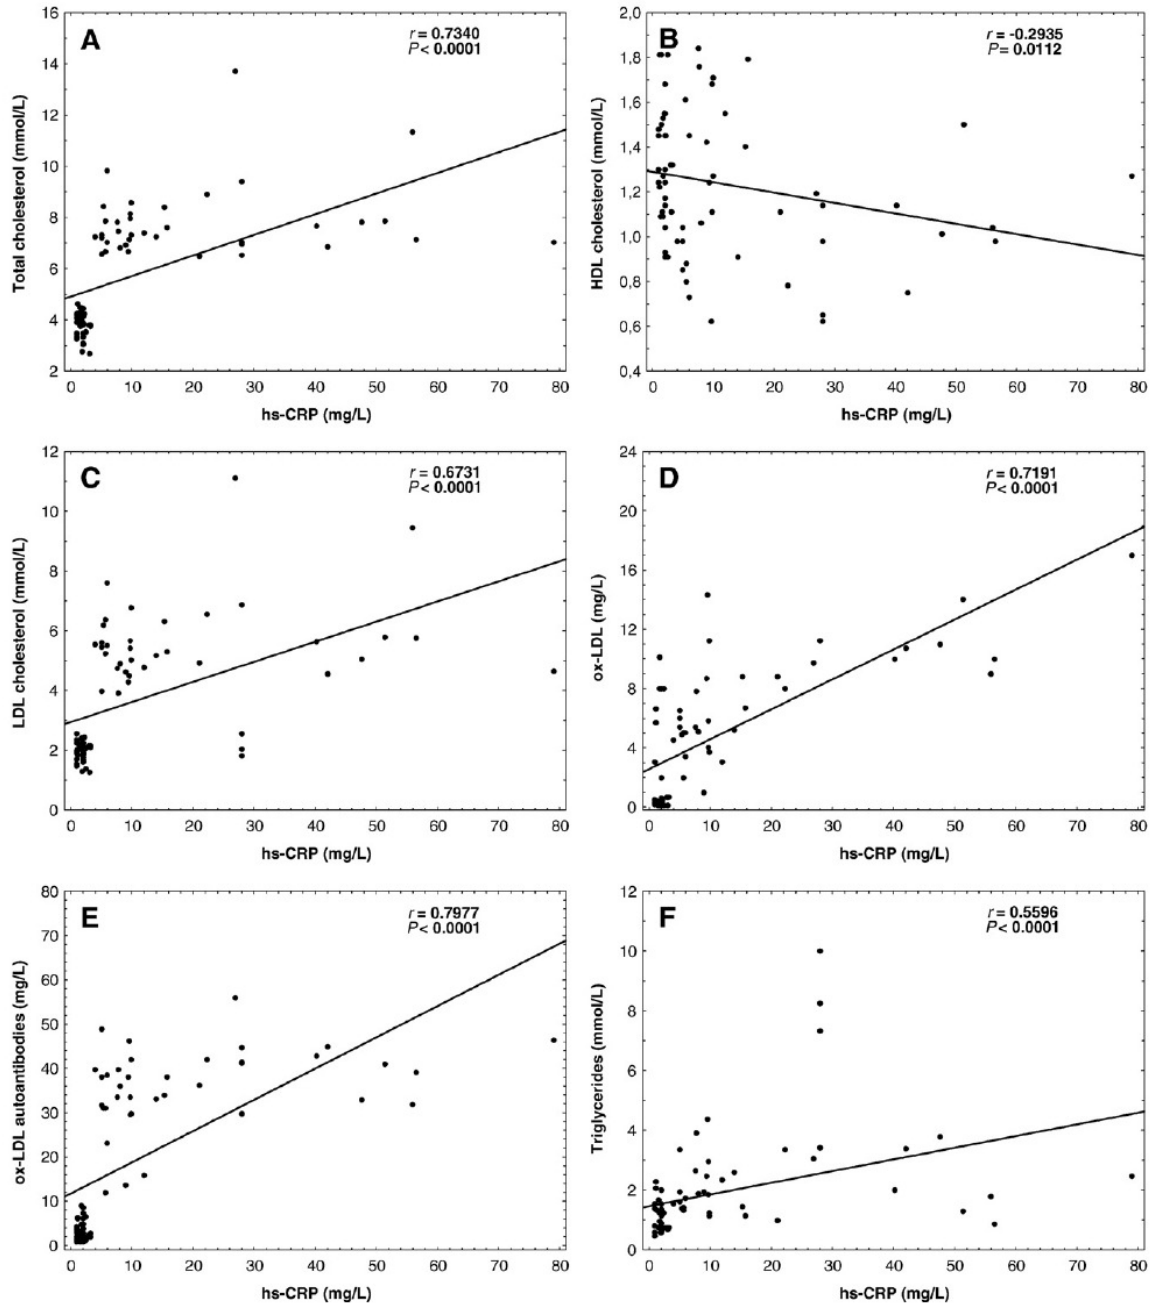 A
r = 0.7340
P < 0.0001
Total cholesterol (mmol/L)
16
14
12
10
8
6
4
2
0 10 20 30 40 50 60 70 80
hs-CRP (mg/L)
B
r = -0.2935
P = 0.0112
HDL cholesterol (mmol/L)
2,0
1,8
1,6
1,4
1,2
1,0
0,8
0,6
0,4
0 10 20 30 40 50 60 70 80
hs-CRP (mg/L)
C
r = 0.6731
P < 0.0001
LDL cholesterol (mmol/L)
12
10
8
6
4
2
0
0 10 20 30 40 50 60 70 80
hs-CRP (mg/L)
D
r = 0.7191
P < 0.0001
ox-LDL (mg/L)
24
20
16
12
8
4
0
0 10 20 30 40 50 60 70 80
hs-CRP (mg/L)
E
r = 0.7977
P < 0.0001
ox-LDL autoantibodies (mg/L)
80
70
60
50
40
30
20
10
0
0 10 20 30 40 50 60 70 80
hs-CRP (mg/L)
F
r = 0.5596
P < 0.0001
Triglycerides (mmol/L)
12
10
8
6
4
2
0
0 10 20 30 40 50 60 70 80
hs-CRP (mg/L)